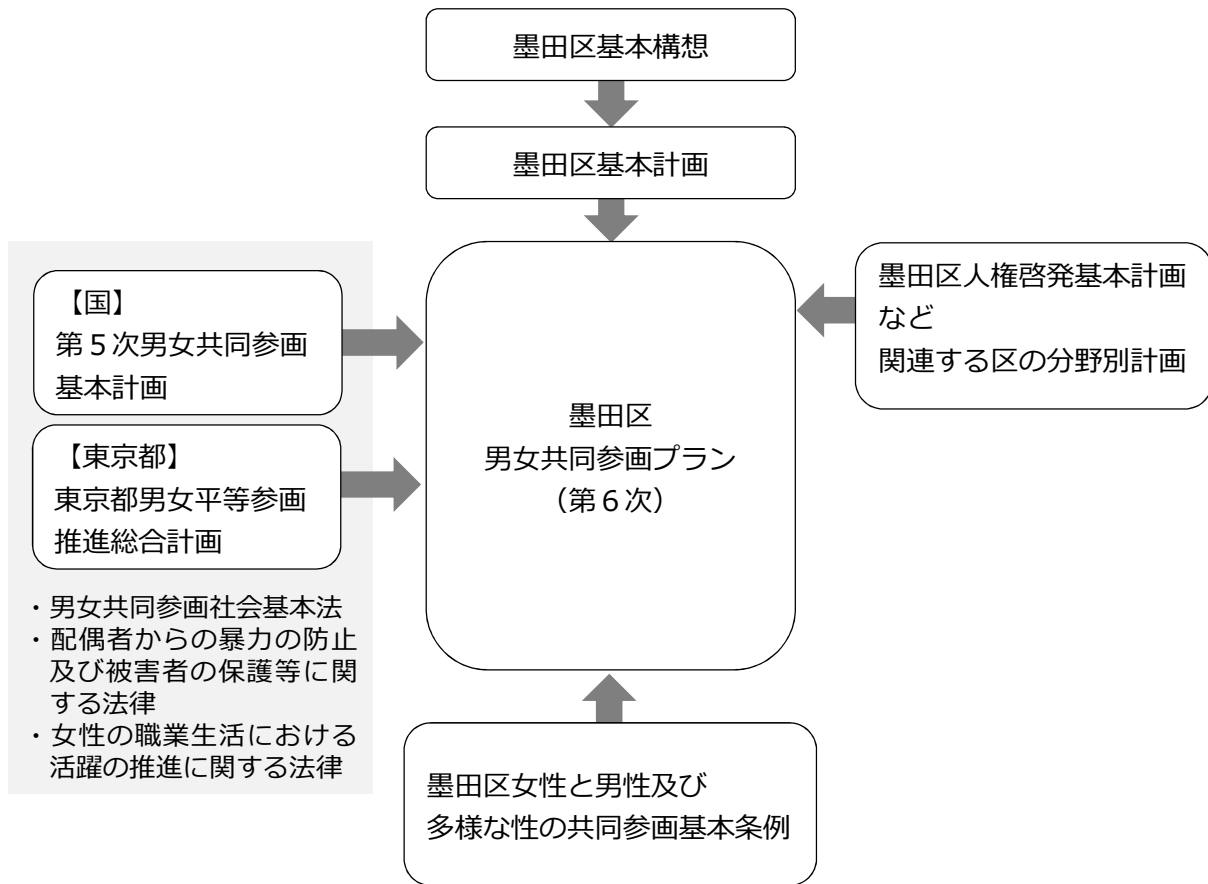 墨田区基本構想
墨田区基本計画
【国】
第５次男女共同参画
基本計画
【東京都】
東京都男女平等参画
推進総合計画
・男女共同参画社会基本法
・配偶者からの暴力の防止
及び被害者の保護等に関
する法律
・女性の職業生活における
活躍の推進に関する法律
墨田区
男女共同参画プラン
（第６次）
墨田区人権啓発基本計画
など
関連する区の分野別計画
墨田区女性と男性及び
多様な性の共同参画基本条例